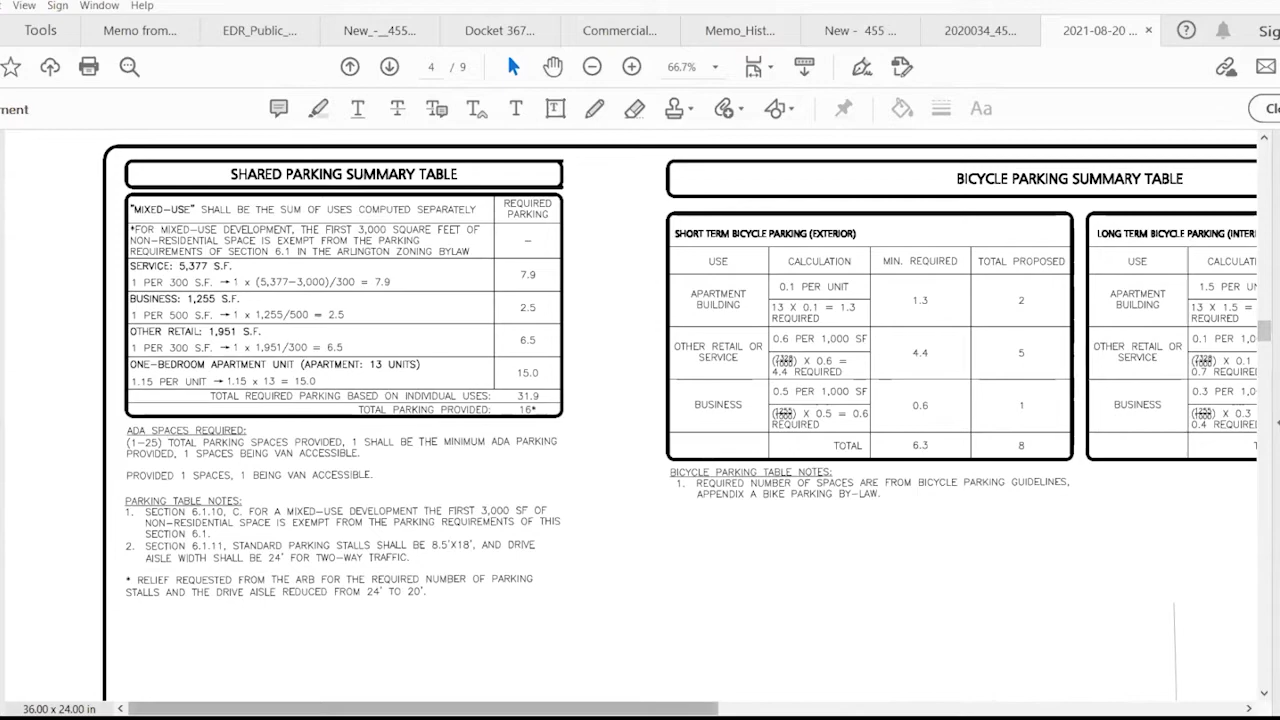 View Sign Window Help
Tools Memo from... EDR_Public_... New_-__455... Docket 367... Commercial... Memo_Hist... New - 455 ... 2020034_45... 2021-08-20 ... × Sig
4 / 9 66.7%
ment Aa Cl
SHARED PARKING SUMMARY TABLE
"MIXED-USE" SHALL BE THE SUM OF USES COMPUTED SEPARATELY
REQUIRED
PARKING
*FOR MIXED-USE DEVELOPMENT, THE FIRST 3,000 SQUARE FEET OF
NON-RESIDENTIAL SPACE IS EXEMPT FROM THE PARKING
REQUIREMENTS OF SECTION 6.1 IN THE ARLINGTON ZONING BYLAW
–
SERVICE: 5,377 S.F.
1 PER 300 S.F. → 1 x (5,377-3,000)/300 = 7.9
7.9
BUSINESS: 1,255 S.F.
1 PER 500 S.F. → 1 x 1,255/500 = 2.5
2.5
OTHER RETAIL: 1,951 S.F.
1 PER 300 S.F. → 1 x 1,951/300 = 6.5
6.5
ONE-BEDROOM APARTMENT UNIT (APARTMENT: 13 UNITS)
1.15 PER UNIT → 1.15 x 13 = 15.0
15.0
TOTAL REQUIRED PARKING BASED ON INDIVIDUAL USES: 31.9
TOTAL PARKING PROVIDED: 16*
ADA SPACES REQUIRED:
(1-25) TOTAL PARKING SPACES PROVIDED, 1 SHALL BE THE MINIMUM ADA PARKING
PROVIDED, 1 SPACES BEING VAN ACCESSIBLE.
PROVIDED 1 SPACES, 1 BEING VAN ACCESSIBLE.
PARKING TABLE NOTES:
1. SECTION 6.1.10, C. FOR A MIXED-USE DEVELOPMENT THE FIRST 3,000 SF OF
NON-RESIDENTIAL SPACE IS EXEMPT FROM THE PARKING REQUIREMENTS OF THIS
SECTION 6.1.
2. SECTION 6.1.11, STANDARD PARKING STALLS SHALL BE 8.5'X18', AND DRIVE
AISLE WIDTH SHALL BE 24' FOR TWO-WAY TRAFFIC.
* RELIEF REQUESTED FROM THE ARB FOR THE REQUIRED NUMBER OF PARKING
STALLS AND THE DRIVE AISLE REDUCED FROM 24' TO 20'.
BICYCLE PARKING SUMMARY TABLE
SHORT TERM BICYCLE PARKING (EXTERIOR)
USE CALCULATION MIN. REQUIRED TOTAL PROPOSED
APARTMENT
BUILDING
0.1 PER UNIT
13 X 0.1 = 1.3
REQUIRED
1.3 2
OTHER RETAIL OR
SERVICE
0.6 PER 1,000 SF
X 0.6 =
4.4 REQUIRED
4.4 5
BUSINESS
0.5 PER 1,000 SF
X 0.5 = 0.6
REQUIRED
0.6 1
TOTAL 6.3 8
BICYCLE PARKING TABLE NOTES:
1. REQUIRED NUMBER OF SPACES ARE FROM BICYCLE PARKING GUIDELINES,
APPENDIX A BIKE PARKING BY-LAW.
LONG TERM BICYCLE PARKING (INTERI
USE CALCULATI
APARTMENT
BUILDING
1.5 PER UN
13 X 1.5 =
REQUIRED
OTHER RETAIL OR
SERVICE
0.1 PER 1,0
X 0.1
0.7 REQUIRE
BUSINESS
0.3 PER 1,0
X 0.3
0.4 REQUIRE
T
36.00 x 24.00 in